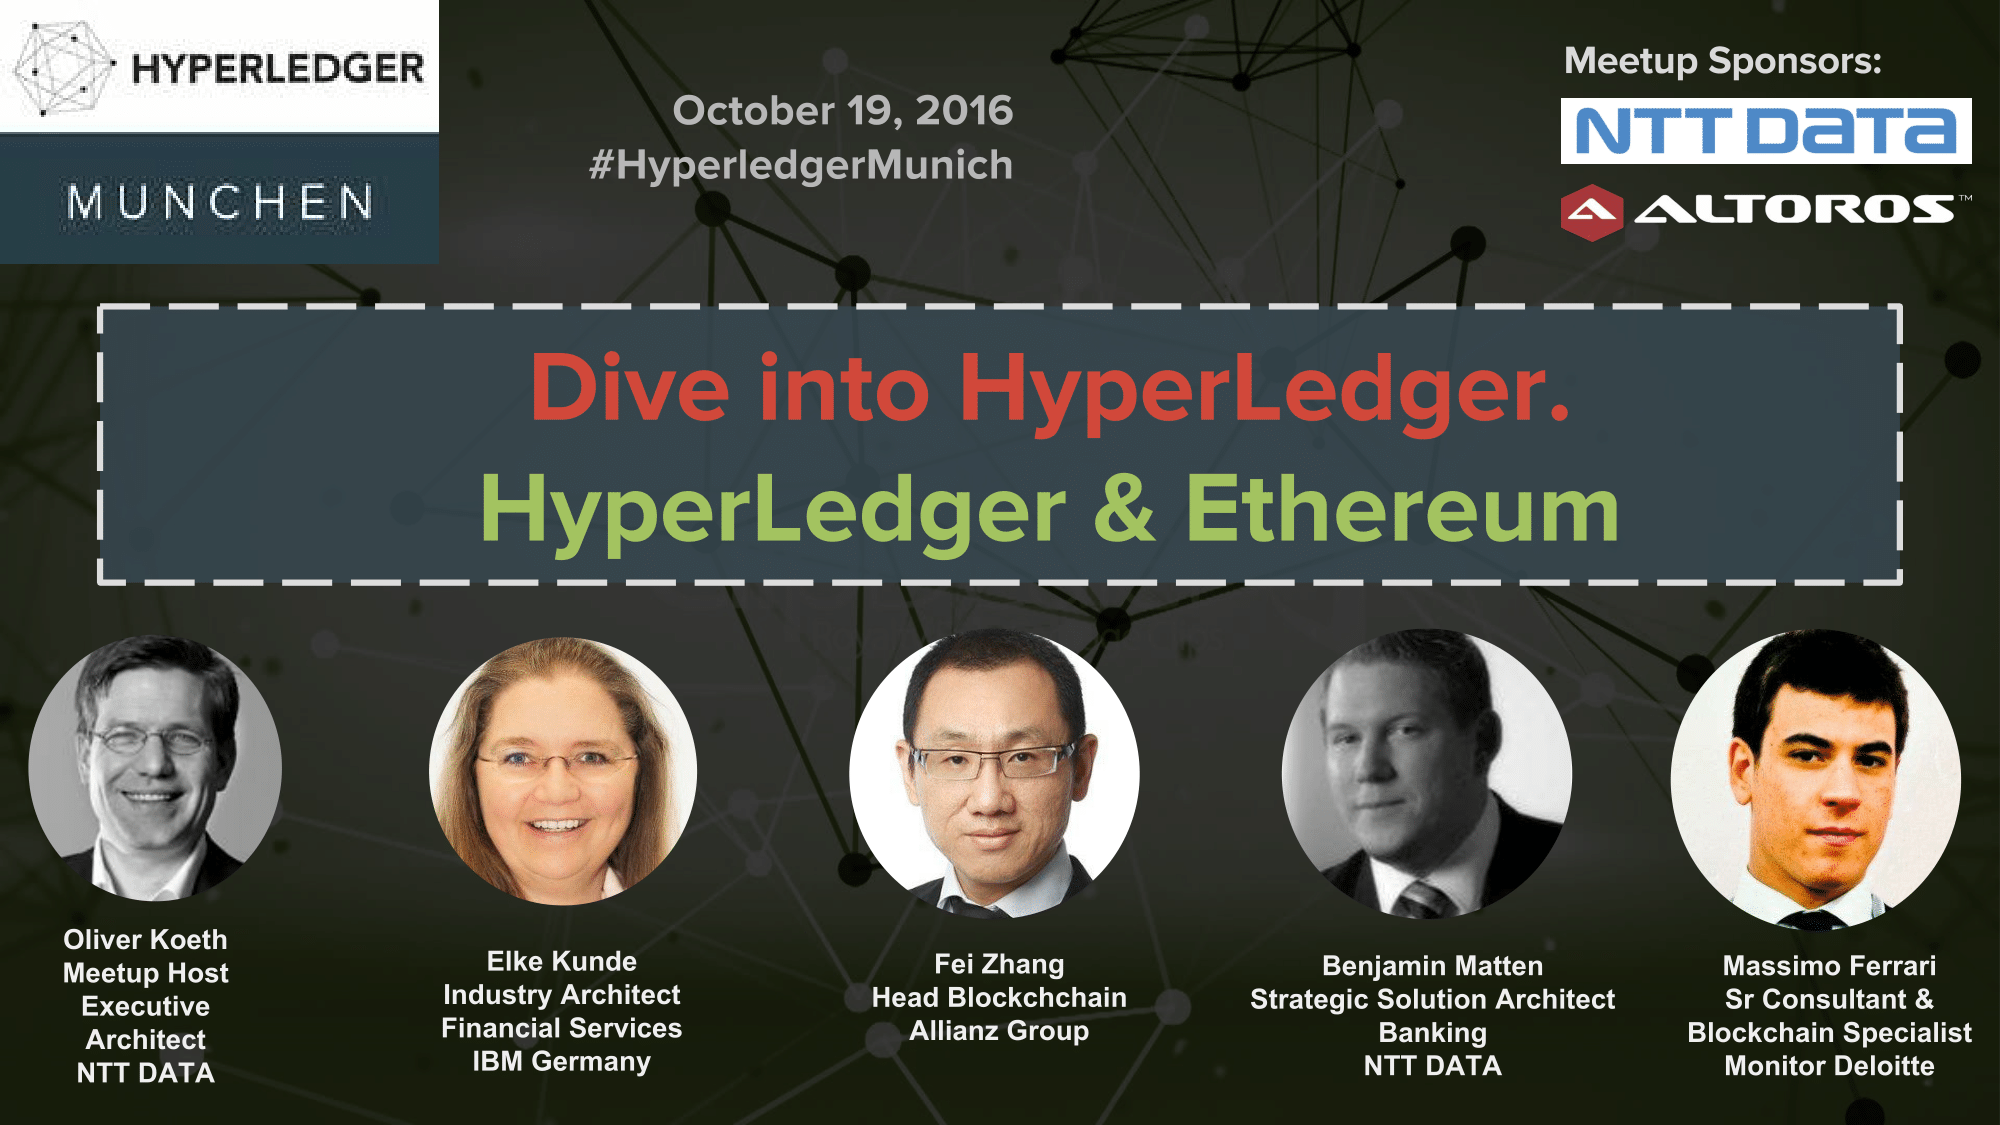 HYPERLEDGER
MUNCHEN
October 19, 2016
#HyperledgerMunich
Meetup Sponsors:
NTT DATA
ALTOROS™
Dive into HyperLedger.
HyperLedger & Ethereum
Oliver Koeth
Meetup Host
Executive
Architect
NTT DATA
Elke Kunde
Industry Architect
Financial Services
IBM Germany
Fei Zhang
Head Blockchchain
Allianz Group
Benjamin Matten
Strategic Solution Architect
Banking
NTT DATA
Massimo Ferrari
Sr Consultant &
Blockchain Specialist
Monitor Deloitte